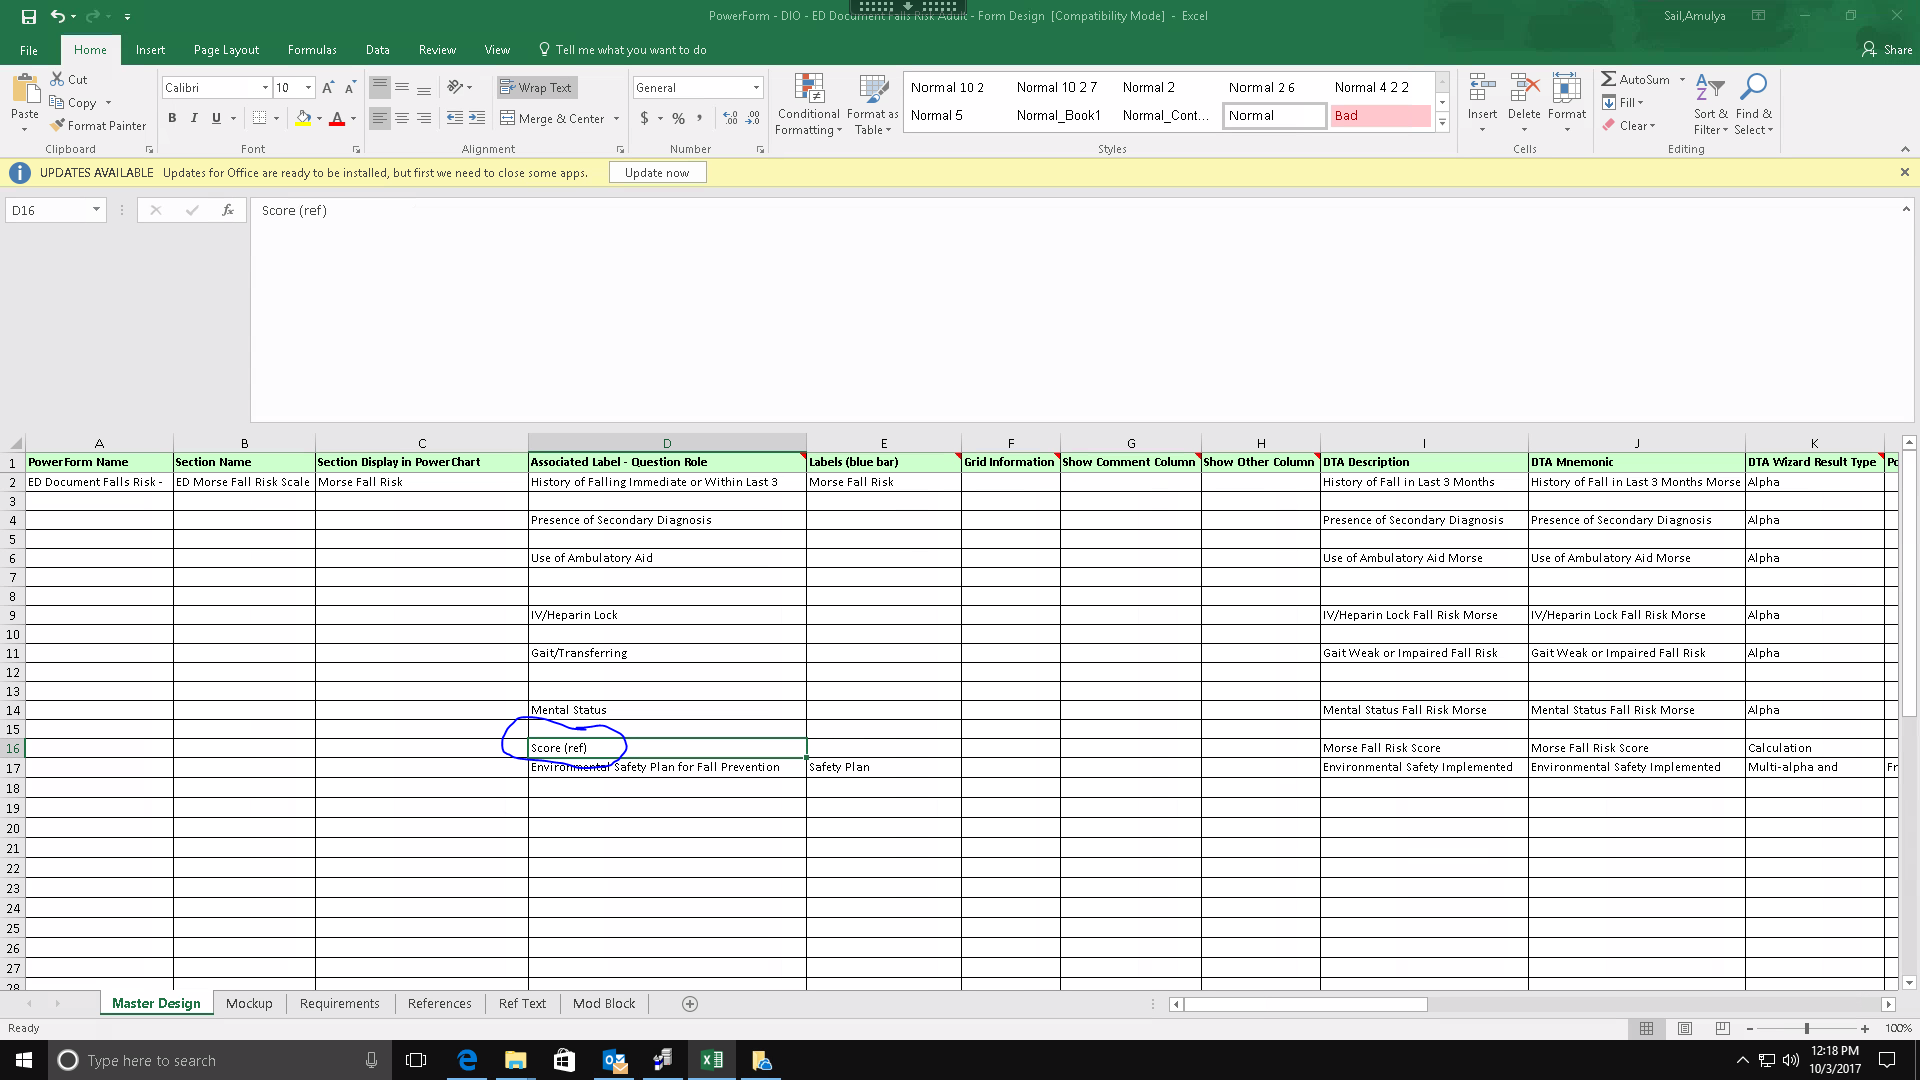 PowerForm - DIO - ED Document Falls Risk Adult - Form Design [Compatibility Mode] - Excel
Sail,Amulya
File Home Insert Page Layout Formulas Data Review View Tell me what you want to do Share
Cut
Copy
Format Painter
Paste
Clipboard
Calibri 10
B I U
Font
Wrap Text
Merge & Center
Alignment
General
$ % ,
Number
Conditional Formatting
Format as Table
Normal 10 2 Normal 10 2 7 Normal 2 Normal 2 6 Normal 4 2 2
Normal 5 Normal_Book1 Normal_Cont... Normal Bad
Styles
Insert Delete Format
Cells
AutoSum
Fill
Clear
Sort & Filter
Find & Select
Editing
UPDATES AVAILABLE Updates for Office are ready to be installed, but first we need to close some apps. Update now
D16 fx Score (ref)
A B C D E F G H I J K
1 PowerForm Name Section Name Section Display in PowerChart Associated Label - Question Role Labels (blue bar) Grid Information Show Comment Column Show Other Column DTA Description DTA Mnemonic DTA Wizard Result Type Po
2 ED Document Falls Risk - ED Morse Fall Risk Scale Morse Fall Risk History of Falling Immediate or Within Last 3 Morse Fall Risk History of Fall in Last 3 Months History of Fall in Last 3 Months Morse Alpha
3
4 Presence of Secondary Diagnosis Presence of Secondary Diagnosis Presence of Secondary Diagnosis Alpha
5
6 Use of Ambulatory Aid Use of Ambulatory Aid Morse Use of Ambulatory Aid Morse Alpha
7
8
9 IV/Heparin Lock IV/Heparin Lock Fall Risk Morse IV/Heparin Lock Fall Risk Morse Alpha
10
11 Gait/Transferring Gait Weak or Impaired Fall Risk Gait Weak or Impaired Fall Risk Alpha
12
13
14 Mental Status Mental Status Fall Risk Morse Mental Status Fall Risk Morse Alpha
15
16 Score (ref) Morse Fall Risk Score Morse Fall Risk Score Calculation
17 Environmental Safety Plan for Fall Prevention Safety Plan Environmental Safety Implemented Environmental Safety Implemented Multi-alpha and Fr
18
19
20
21
22
23
24
25
26
27
28
Master Design Mockup Requirements References Ref Text Mod Block
Ready 100%
Type here to search
12:18 PM
10/3/2017